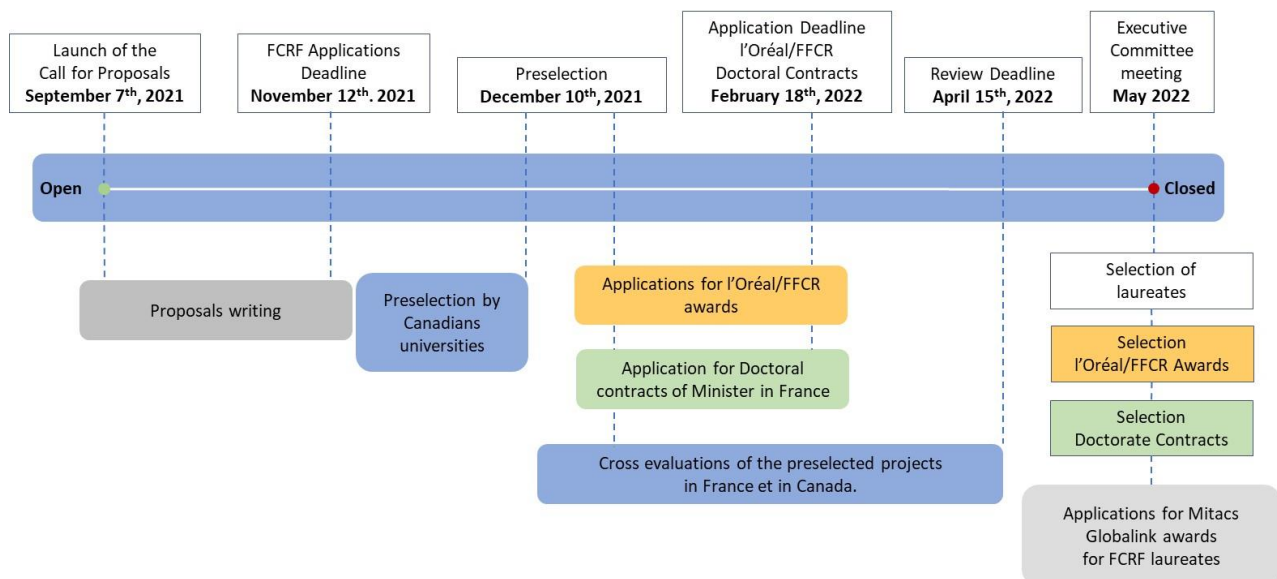 Launch of the
Call for Proposals
September 7th, 2021
FCRF Applications
Deadline
November 12th. 2021
Preselection
December 10th, 2021
Application Deadline
l’Oréal/FFCR
Doctoral Contracts
February 18th, 2022
Review Deadline
April 15th, 2022
Executive
Committee
meeting
May 2022
Open
Closed
Proposals writing
Preselection by
Canadians
universities
Applications for l’Oréal/FFCR
awards
Application for Doctoral
contracts of Minister in France
Cross evaluations of the preselected projects
in France et in Canada.
Selection of
laureates
Selection
l’Oréal/FFCR Awards
Selection
Doctorate Contracts
Applications for Mitacs
Globalink awards
for FCRF laureates